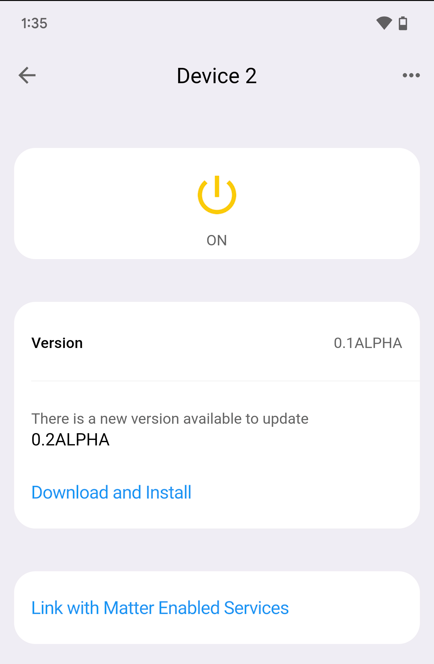 1:35
Device 2
ON
Version 0.1ALPHA
There is a new version available to update
0.2ALPHA
Download and Install
Link with Matter Enabled Services